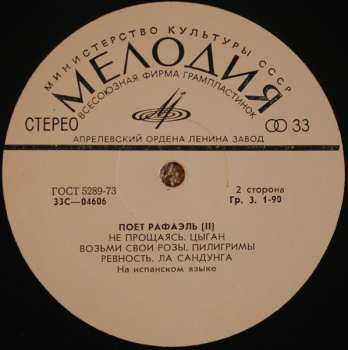 МИНИСТЕРСТВО КУЛЬТУРЫ СССР
МЕЛОДИЯ
ВСЕСОЮЗНАЯ ФИРМА ГРАМПЛАСТИНОК
СТЕРЕО
33
АПРЕЛЕВСКИЙ ОРДЕНА ЛЕНИНА ЗАВОД
ГОСТ 5289-73
33С—04606
2 сторона
Гр. 3. 1-90
ПОЕТ РАФАЭЛЬ (II)
НЕ ПРОЩАЯСЬ. ЦЫГАН
ВОЗЬМИ СВОИ РОЗЫ. ПИЛИГРИМЫ
РЕВНОСТЬ. ЛА САНДУНГА
На испанском языке